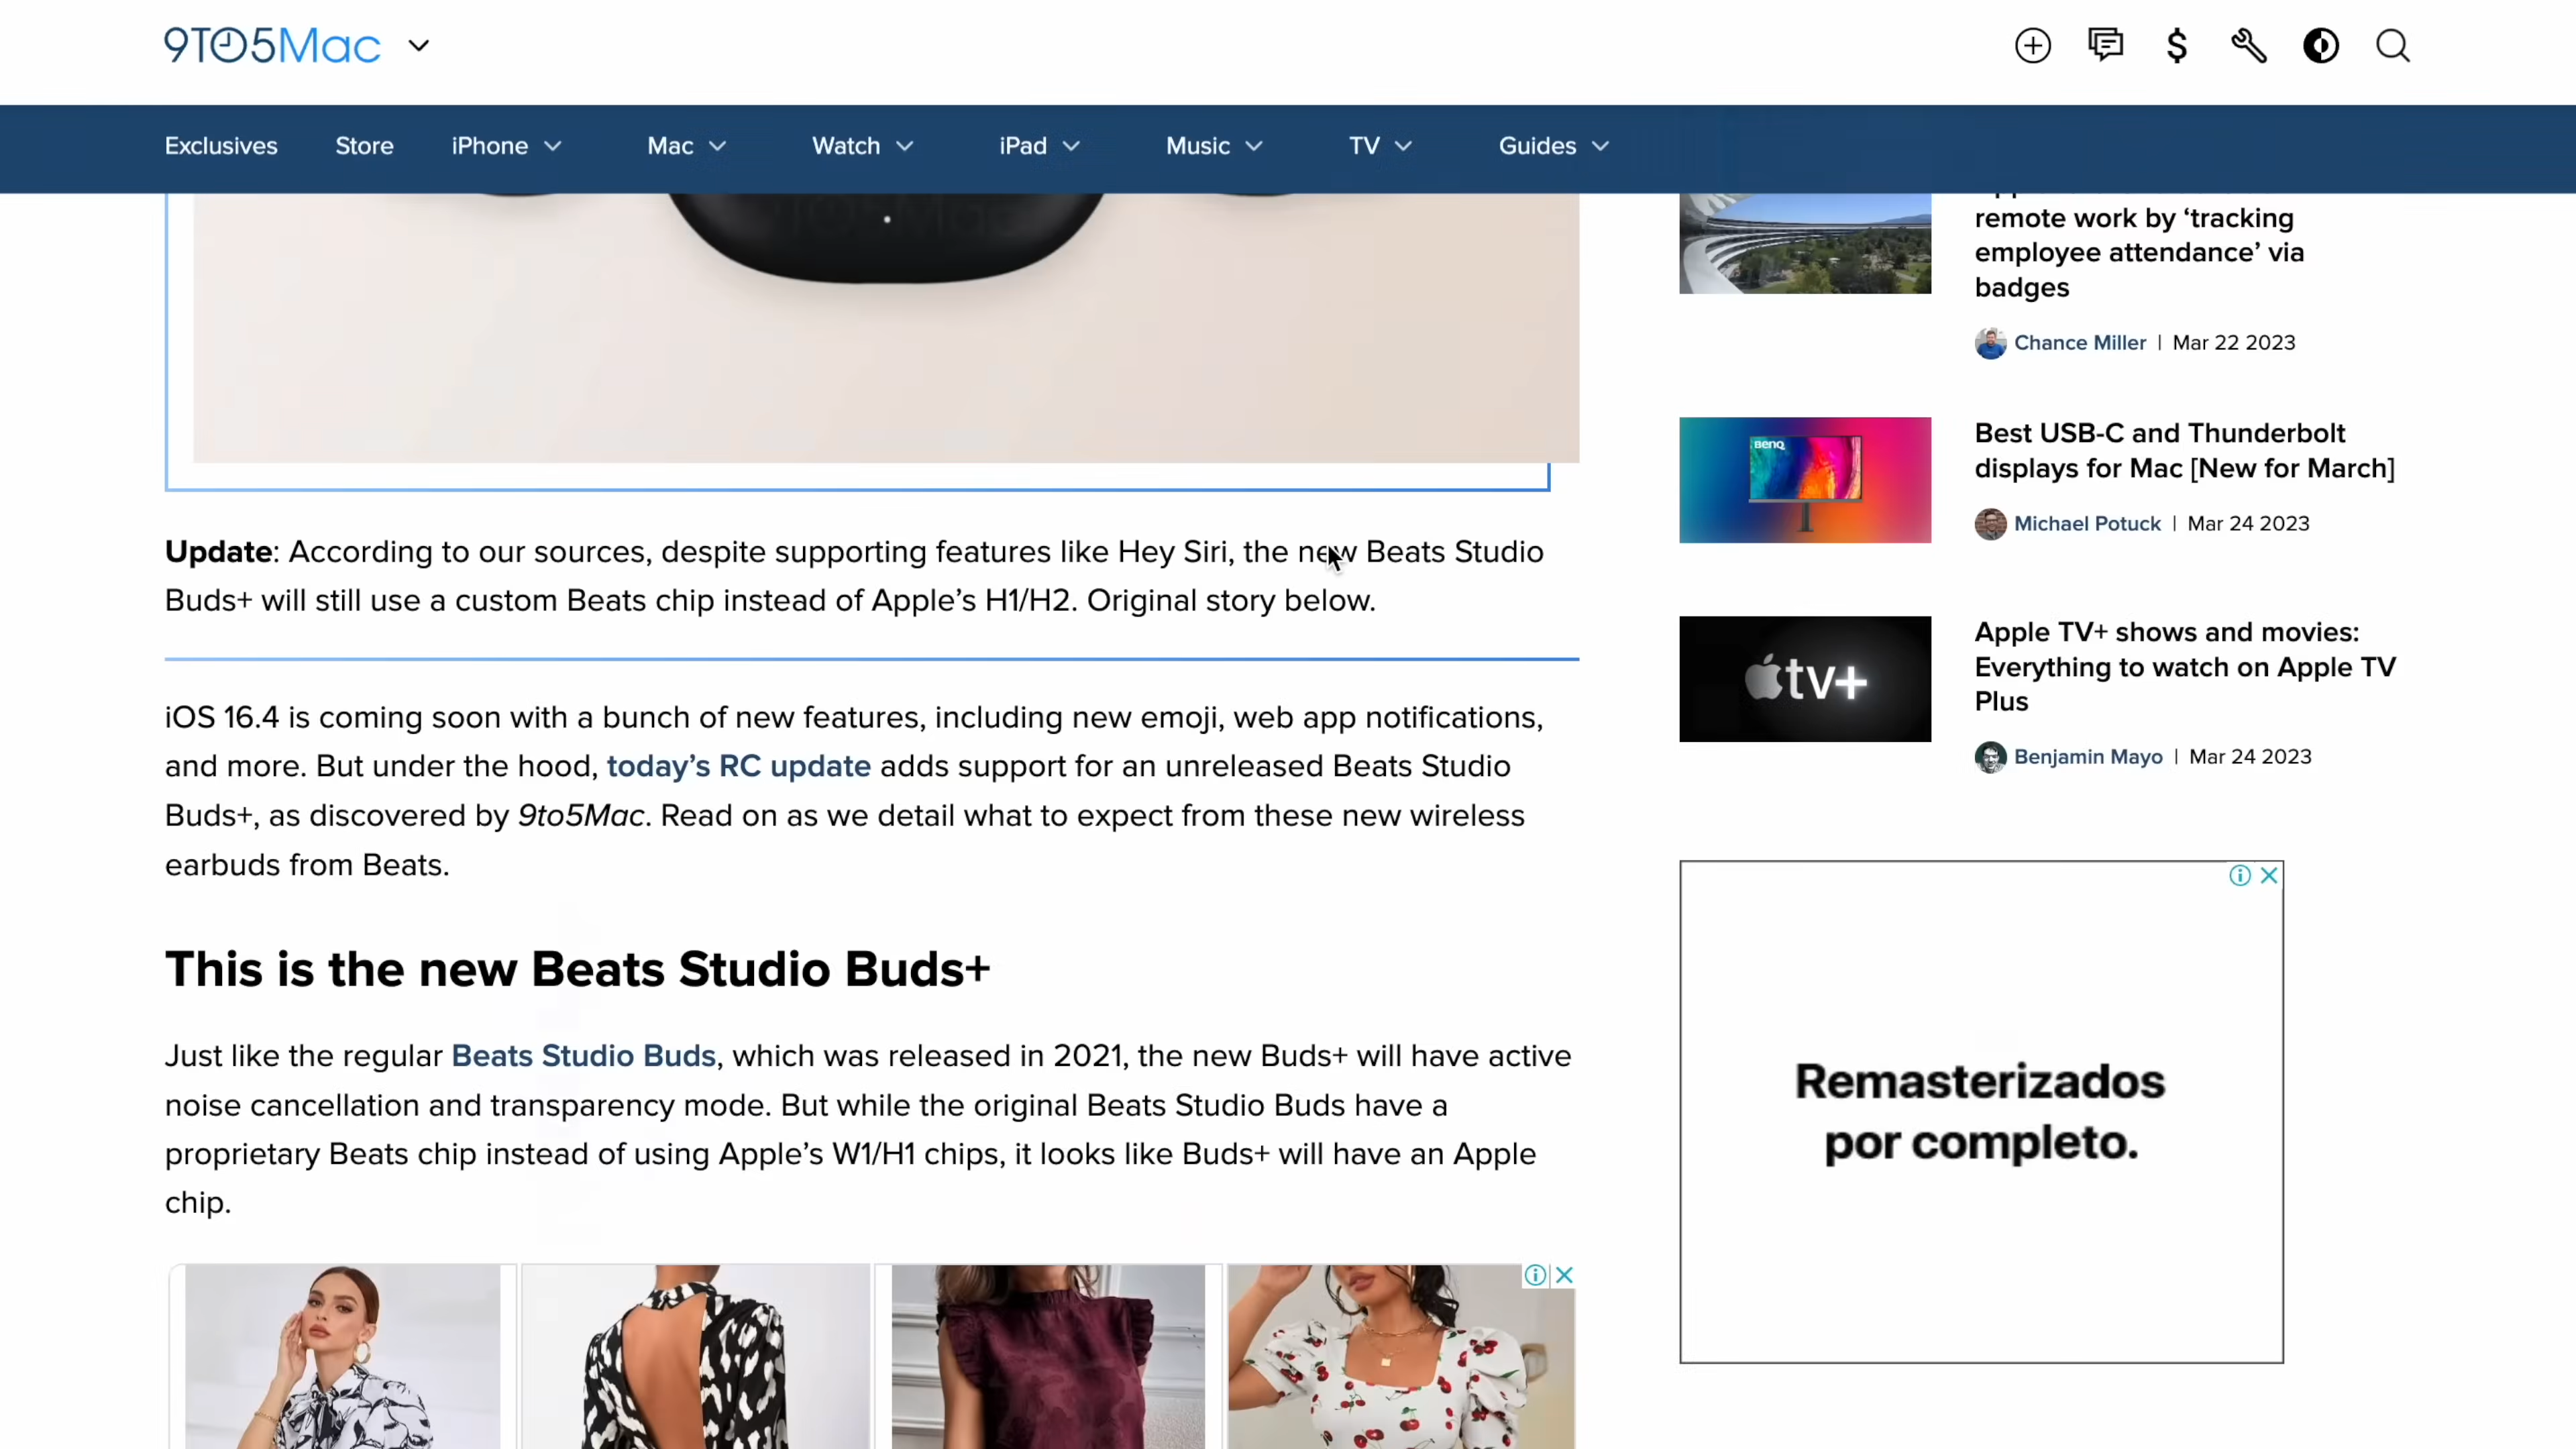 9TO5Mac
Exclusives
Store
iPhone
Mac
Watch
iPad
Music
TV
Guides
Update: According to our sources, despite supporting features like Hey Siri, the new Beats Studio
Buds+ will still use a custom Beats chip instead of Apple’s H1/H2. Original story below.
iOS 16.4 is coming soon with a bunch of new features, including new emoji, web app notifications,
and more. But under the hood, today’s RC update adds support for an unreleased Beats Studio
Buds+, as discovered by 9to5Mac. Read on as we detail what to expect from these new wireless
earbuds from Beats.
This is the new Beats Studio Buds+
Just like the regular Beats Studio Buds, which was released in 2021, the new Buds+ will have active
noise cancellation and transparency mode. But while the original Beats Studio Buds have a
proprietary Beats chip instead of using Apple’s W1/H1 chips, it looks like Buds+ will have an Apple
chip.
remote work by ‘tracking
employee attendance’ via
badges
Chance Miller | Mar 22 2023
BenQ
Best USB-C and Thunderbolt
displays for Mac [New for March]
Michael Potuck | Mar 24 2023
tv+
Apple TV+ shows and movies:
Everything to watch on Apple TV
Plus
Benjamin Mayo | Mar 24 2023
Remasterizados
por completo.